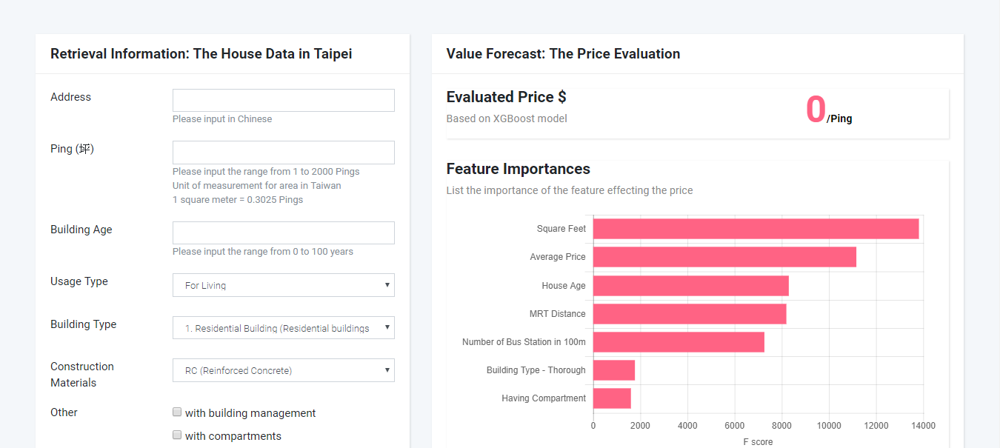 Retrieval Information: The House Data in Taipei
Address
Please input in Chinese
Ping (坪)
Please input the range from 1 to 2000 Pings
Unit of measurement for area in Taiwan
1 square meter = 0.3025 Pings
Building Age
Please input the range from 0 to 100 years
Usage Type
For Living
Building Type
1. Residential Building (Residential buildings
Construction
Materials
RC (Reinforced Concrete)
Other
with building management
with compartments
Value Forecast: The Price Evaluation
Evaluated Price $
Based on XGBoost model
0/Ping
Feature Importances
List the importance of the feature effecting the price
Square Feet
Average Price
House Age
MRT Distance
Number of Bus Station in 100m
Building Type - Thorough
Having Compartment
0 2000 4000 6000 8000 10000 12000 14000
F score